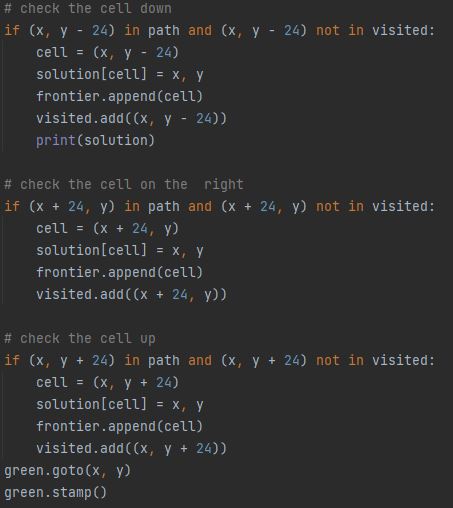 # check the cell down
if (x, y - 24) in path and (x, y - 24) not in visited:
    cell = (x, y - 24)
    solution[cell] = x, y
    frontier.append(cell)
    visited.add((x, y - 24))
    print(solution)

# check the cell on the  right
if (x + 24, y) in path and (x + 24, y) not in visited:
    cell = (x + 24, y)
    solution[cell] = x, y
    frontier.append(cell)
    visited.add((x + 24, y))

# check the cell up
if (x, y + 24) in path and (x, y + 24) not in visited:
    cell = (x, y + 24)
    solution[cell] = x, y
    frontier.append(cell)
    visited.add((x, y + 24))
green.goto(x, y)
green.stamp()